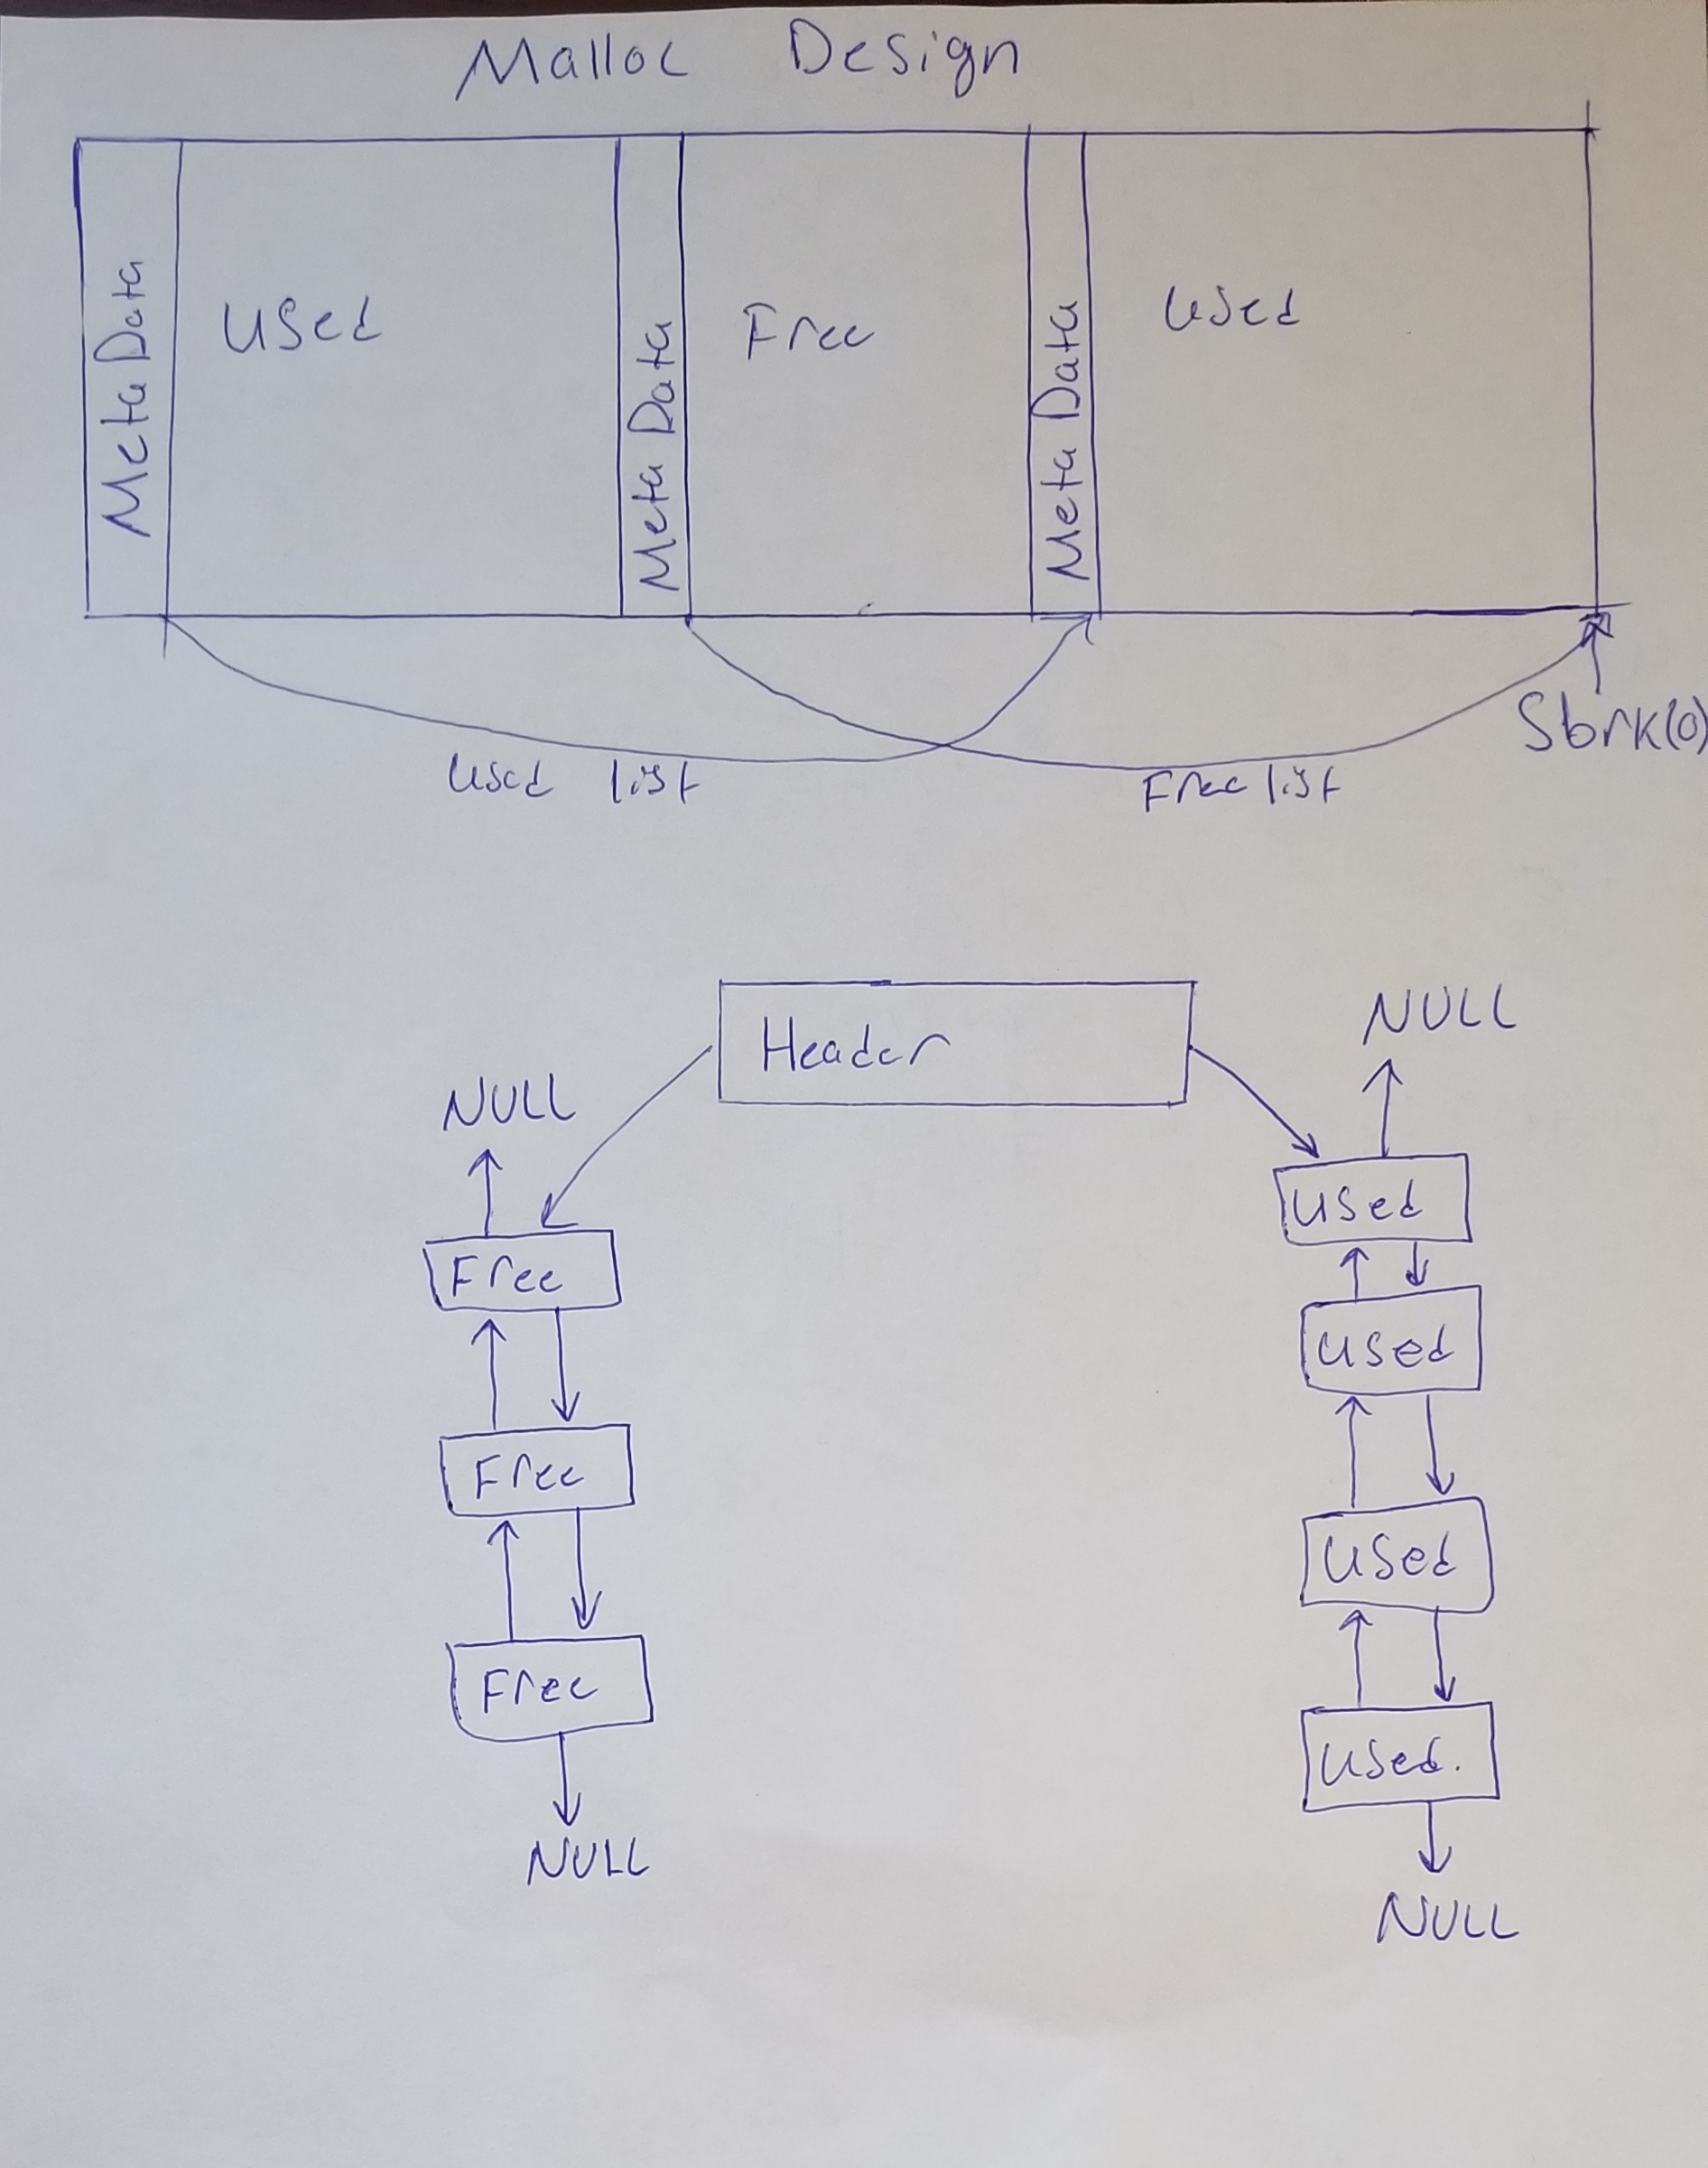 Malloc Design
Meta Data
Used
Meta Data
Free
Meta Data
Used
Sbrk(0)
Used list
Free list
Header
NULL
NULL
Used
Free
Used
Free
Used
Free
Used.
NULL
NULL